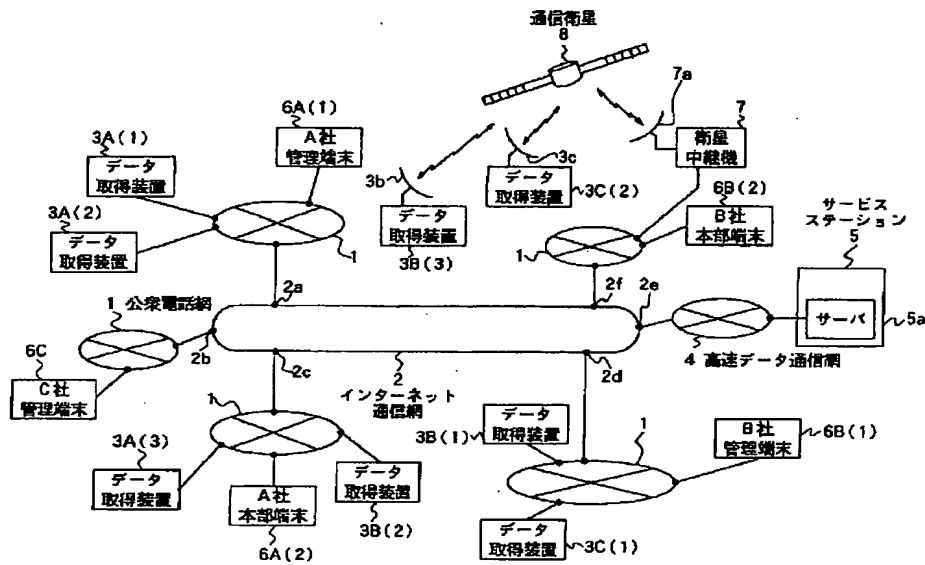 通信衛星
8
7a
7
衛星
中継機
6A(1)
A社
管理端末
3A(1)
データ
取得装置
3A(2)
データ
取得装置
1
3b
データ
取得装置
3B(3)
3c
データ
取得装置
3C(2)
6B(2)
B社
本部端末
1
サービス
ステーション
5
サーバ
5a
2a
2f
2e
1 公衆電話網
2b
4 高速データ通信網
6C
C社
管理端末
2c
2
インターネット
通信網
2d
1
3A(3)
データ
取得装置
A社
本部端末
6A(2)
データ
取得装置
3B(2)
3B(1)
データ
取得装置
1
B社
管理端末
6B(1)
データ
取得装置
3C(1)